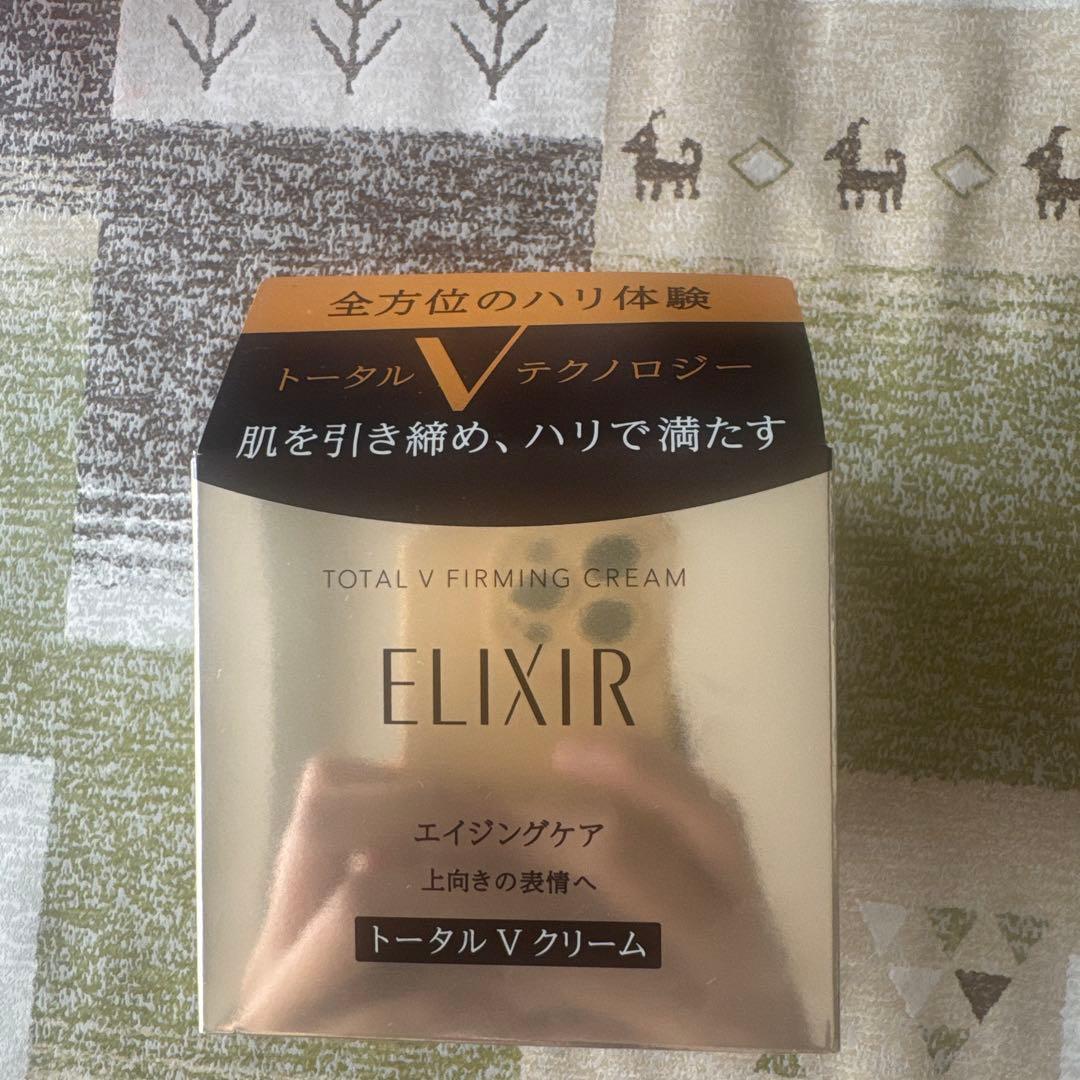 全方位のハリ体験
トータル V テクノロジー
肌を引き締め、ハリで満たす
TOTAL V FIRMING CREAM
ELIXIR
エイジングケア
上向きの表情へ
トータル V クリーム